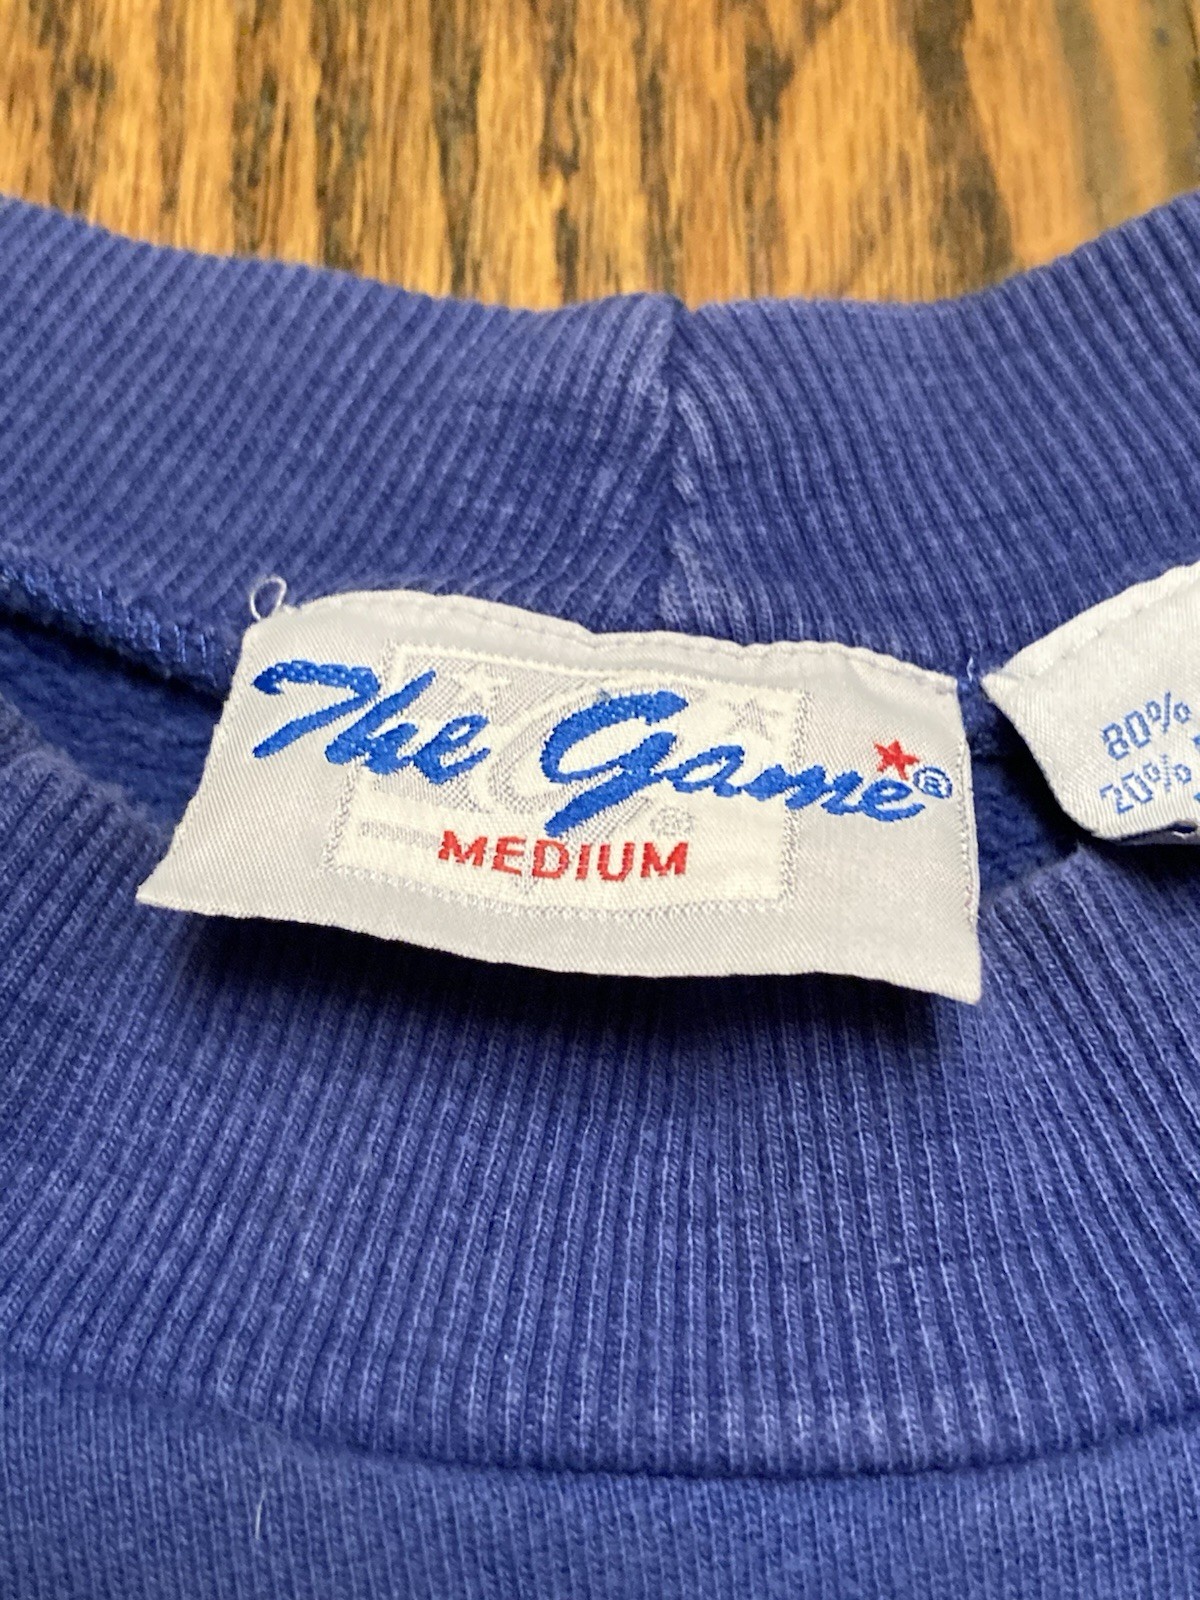 The Game®
MEDIUM
80%
20%